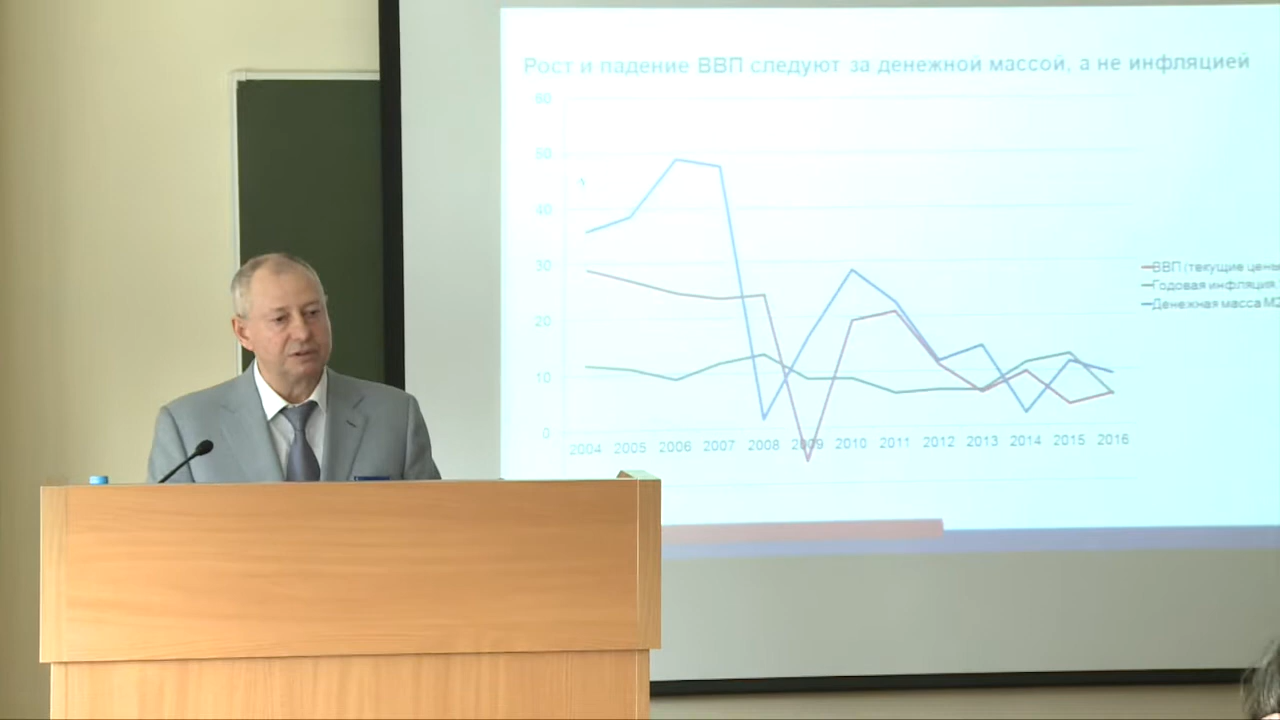 Рост и падение ВВП следуют за денежной массой, а не инфляцией
60
50
40
30
20
10
0
2004 2005 2006 2007 2008 2009 2010 2011 2012 2013 2014 2015 2016
ВВП (текущие цены
Годовая инфляция
Денежная масса М2